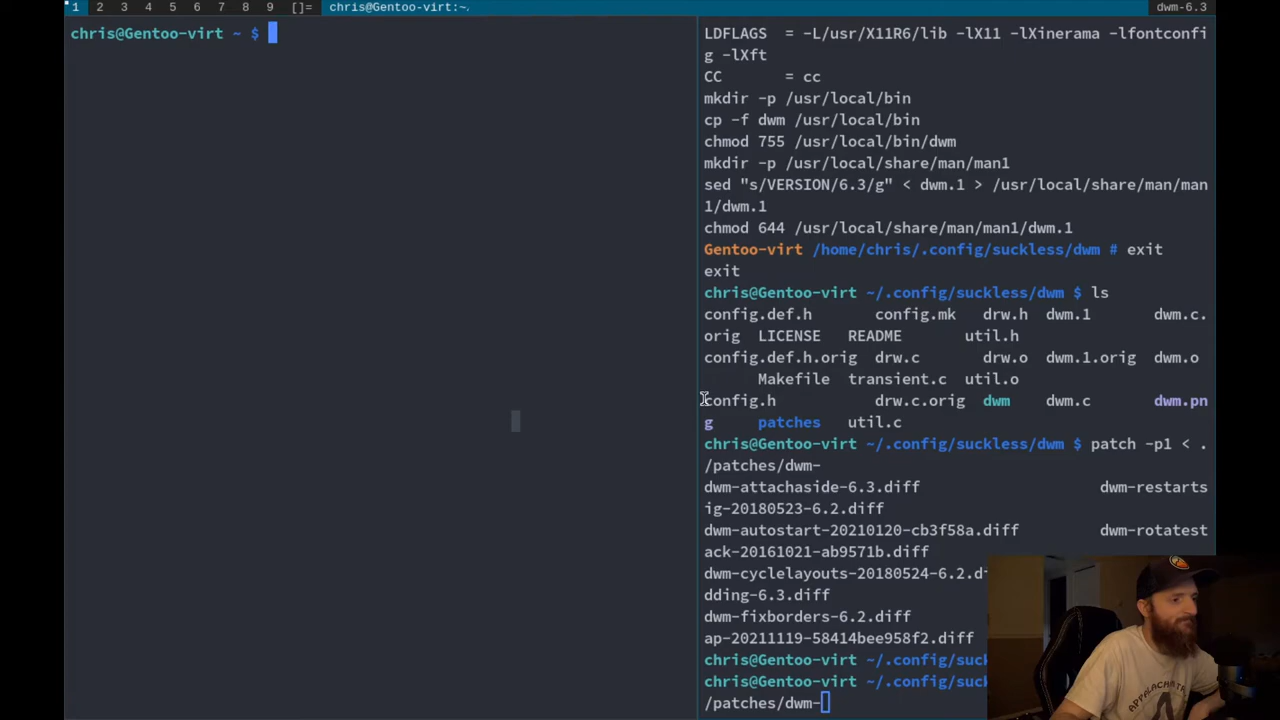 1 2 3 4 5 6 7 8 9 []= chris@Gentoo-virt:~. dwm-6.3
chris@Gentoo-virt ~ $
LDFLAGS  = -L/usr/X11R6/lib -lX11 -lXinerama -lfontconfi
g -lXft
CC       = cc
mkdir -p /usr/local/bin
cp -f dwm /usr/local/bin
chmod 755 /usr/local/bin/dwm
mkdir -p /usr/local/share/man/man1
sed "s/VERSION/6.3/g" < dwm.1 > /usr/local/share/man/man
1/dwm.1
chmod 644 /usr/local/share/man/man1/dwm.1
Gentoo-virt /home/chris/.config/suckless/dwm # exit
exit
chris@Gentoo-virt ~/.config/suckless/dwm $ ls
config.def.h       config.mk   drw.h  dwm.1       dwm.c.
orig  LICENSE   README       util.h
config.def.h.orig  drw.c       drw.o  dwm.1.orig  dwm.o
      Makefile  transient.c  util.o
config.h           drw.c.orig  dwm    dwm.c       dwm.pn
g     patches   util.c
chris@Gentoo-virt ~/.config/suckless/dwm $ patch -p1 < .
/patches/dwm-
dwm-attachaside-6.3.diff                    dwm-restarts
ig-20180523-6.2.diff
dwm-autostart-20210120-cb3f58a.diff         dwm-rotatest
ack-20161021-ab9571b.diff
dwm-cyclelayouts-20180524-6.2.di
dding-6.3.diff
dwm-fixborders-6.2.diff
ap-20211119-58414bee958f2.diff
chris@Gentoo-virt ~/.config/suck
chris@Gentoo-virt ~/.config/suck
/patches/dwm-
APPALACHIAN